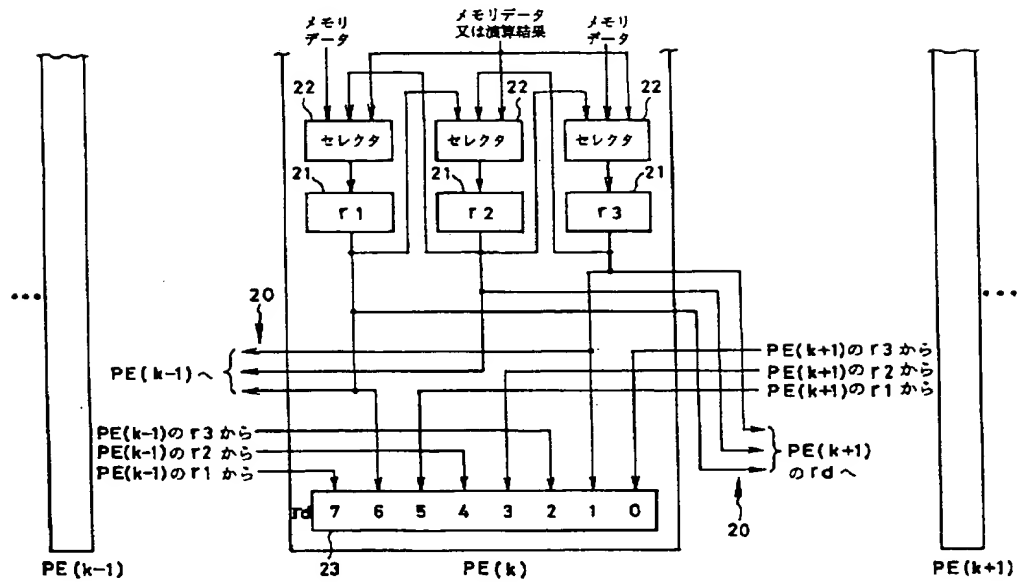 メモリ
データ
メモリデータ
又は演算結果
メモリ
データ
22
22
22
セレクタ
セレクタ
セレクタ
21
21
21
r1
r2
r3
...
...
20
PE(k-1)へ
PE(k+1)のr3から
PE(k+1)のr2から
PE(k+1)のr1から
PE(k-1)のr3から
PE(k-1)のr2から
PE(k-1)のr1から
PE(k+1)
のrdへ
20
rd 7 6 5 4 3 2 1 0
23
PE(k-1)
PE(k)
PE(k+1)